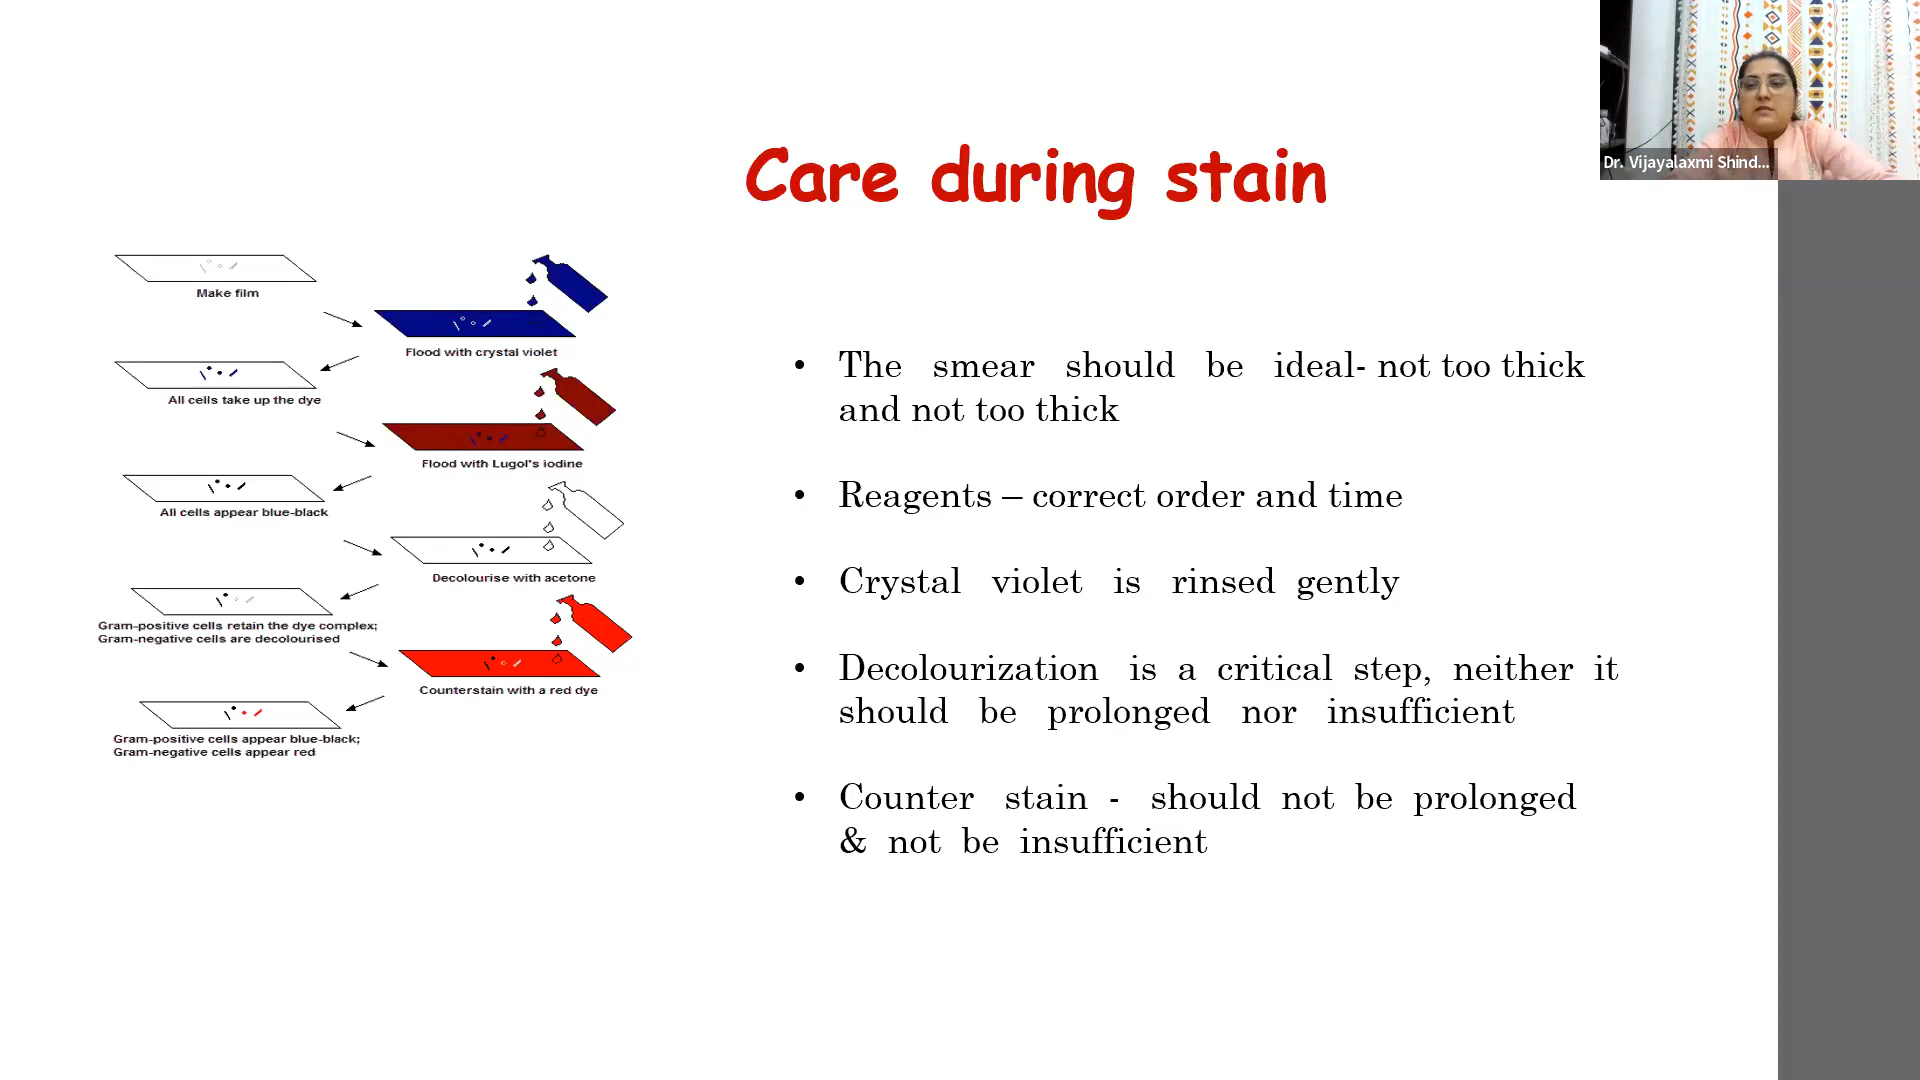 Dr. Vijayalaxmi Shind...
Care during stain
Make film
Flood with crystal violet
All cells take up the dye
Flood with Lugol's iodine
All cells appear blue-black
Decolourise with acetone
Gram-positive cells retain the dye complex;
Gram-negative cells are decolourised
Counterstain with a red dye
Gram-positive cells appear blue-black;
Gram-negative cells appear red
• The smear should be ideal- not too thick
and not too thick
• Reagents – correct order and time
• Crystal violet is rinsed gently
• Decolourization is a critical step, neither it
should be prolonged nor insufficient
• Counter stain - should not be prolonged
& not be insufficient